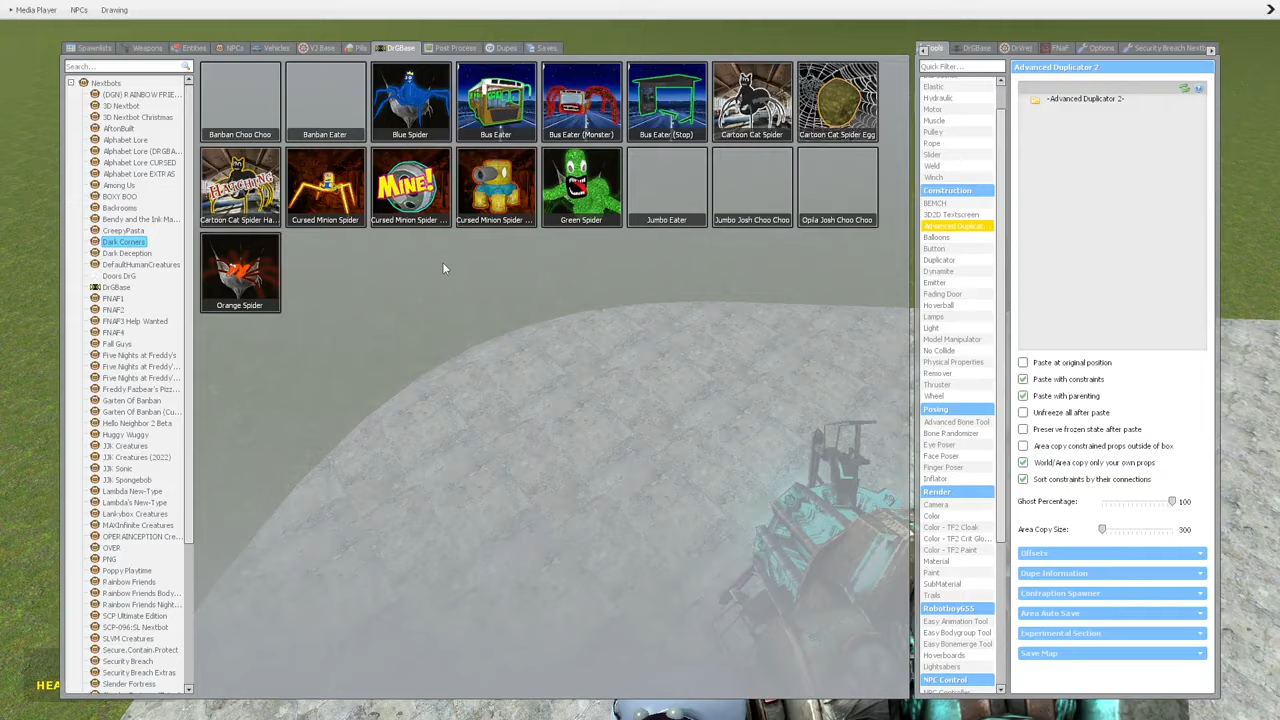 Media Player NPCs Drawing
Spawnlists Weapons Entities NPCs Vehicles VJ Base Pills DrGBase Post Process Dupes Saves
Search...
Nextbots
(DGN) RAINBOW FRIE...
3D Nextbot
3D Nextbot Christmas
AftonBuilt
Alphabet Lore
Alphabet Lore (DRGBA...
Alphabet Lore CURSED
Alphabet Lore EXTRAS
Among Us
BOXY BOO
Backrooms
Bendy and the Ink Ma...
CreepyPasta
Dark Corners
Dark Deception
DefaultHumanCreatures
Doors DrG
DrGBase
FNAF1
FNAF2
FNAF3 Help Wanted
FNAF4
Fall Guys
Five Nights at Freddy's
Five Nights at Freddy'...
Five Nights at Freddy'...
Freddy Fazbear's Pizz...
Garten Of Banban
Garten Of Banban (Cu...
Hello Neighbor 2 Beta
Huggy Wuggy
JJK Creatures
JJK Creatures (2022)
JJK Sonic
JJK Spongebob
Lambda New-Type
Lambda's New-Type
Lankybox Creatures
MAXInfinite Creatures
OPER AINCEPTION Cre...
OVER
PNG
Poppy Playtime
Rainbow Friends
Rainbow Friends Body...
Rainbow Friends Night...
SCP Ultimate Edition
SCP-096:SL Nextbot
SLVM Creatures
Secure.Contain.Protect
Security Breach
Security Breach Extras
Slender Fortress
Banban Choo Choo
Banban Eater
Blue Spider
Bus Eater
Bus Eater (Monster)
Bus Eater (Stop)
Cartoon Cat Spider
Cartoon Cat Spider Egg
HATCHING
Cartoon Cat Spider Ha...
Cursed Minion Spider
MINE!
Cursed Minion Spider ...
Cursed Minion Spider ...
Green Spider
Jumbo Eater
Jumbo Josh Choo Choo
Opila Josh Choo Choo
Orange Spider
HEA
Tools DrGBase DrVrej FNaF Options Security Breach Nextb
Quick Filter...
Elastic
Hydraulic
Motor
Muscle
Pulley
Rope
Slider
Weld
Winch
Construction
BEMCH
3D2D Textscreen
Advanced Duplicat...
Balloons
Button
Duplicator
Dynamite
Emitter
Fading Door
Hoverball
Lamps
Light
Model Manipulator
No Collide
Physical Properties
Remover
Thruster
Wheel
Posing
Advanced Bone Tool
Bone Randomizer
Eye Poser
Face Poser
Finger Poser
Inflator
Render
Camera
Color
Color - TF2 Cloak
Color - TF2 Crit Glo...
Color - TF2 Paint
Material
Paint
SubMaterial
Trails
Robotboy655
Easy Animation Tool
Easy Bodygroup Tool
Easy Bonemerge Tool
Hoverboards
Lightsabers
NPC Control
Advanced Duplicator 2
-Advanced Duplicator 2-
Paste at original position
Paste with constraints
Paste with parenting
Unfreeze all after paste
Preserve frozen state after paste
Area copy constrained props outside of box
World/Area copy only your own props
Sort constraints by their connections
Ghost Percentage: 100
Area Copy Size: 300
Offsets
Dupe Information
Contraption Spawner
Area Auto Save
Experimental Section
Save Map